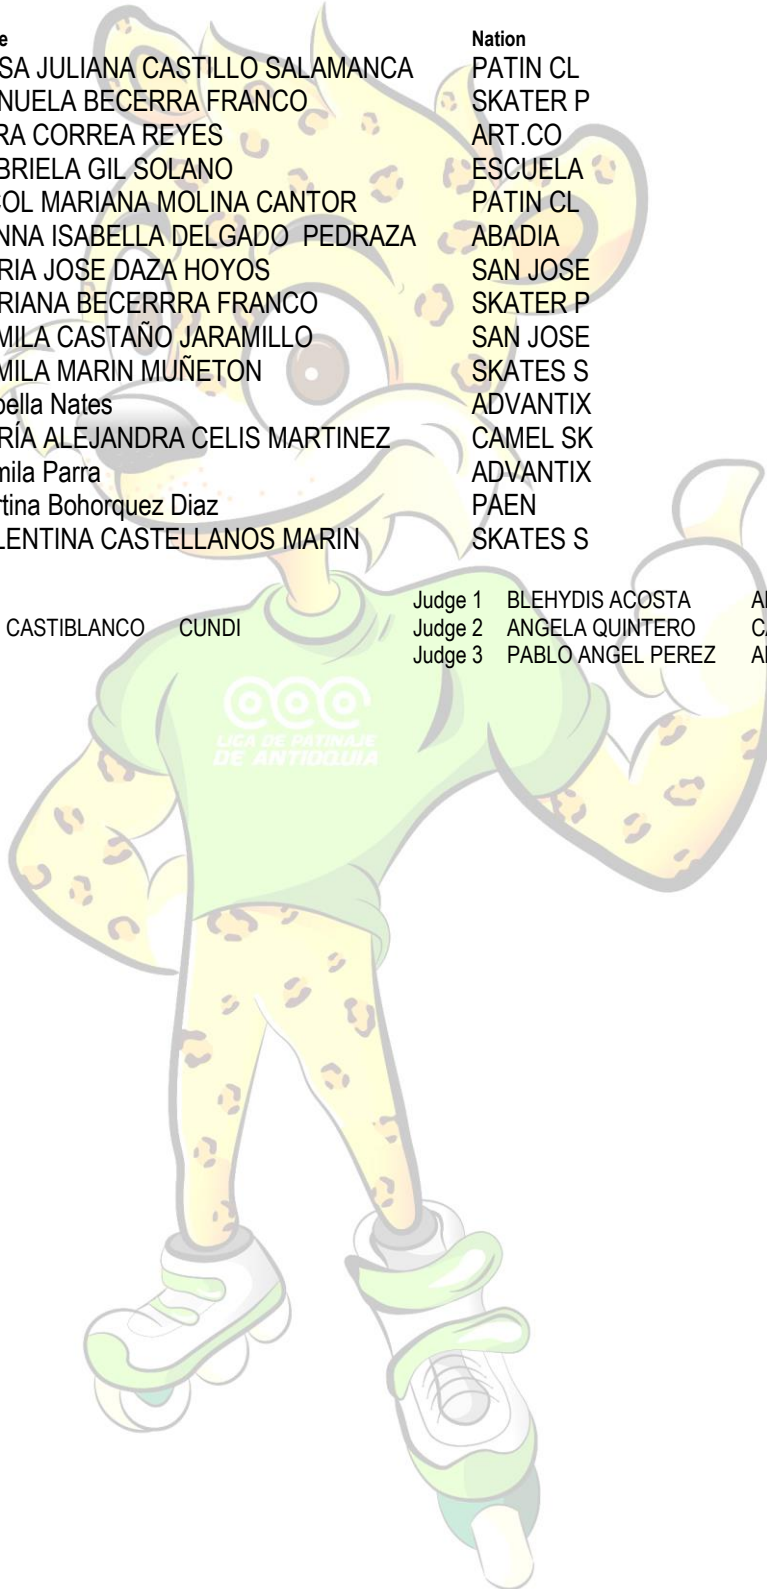 e Nation
SA JULIANA CASTILLO SALAMANCA PATIN CL
NUELA BECERRA FRANCO SKATER P
RA CORREA REYES ART.CO
BRIELA GIL SOLANO ESCUELA
COL MARIANA MOLINA CANTOR PATIN CL
NNA ISABELLA DELGADO PEDRAZA ABADIA
RIA JOSE DAZA HOYOS SAN JOSE
RIANA BECERRRA FRANCO SKATER P
MILA CASTAÑO JARAMILLO SAN JOSE
MILA MARIN MUÑETON SKATES S
bella Nates ADVANTIX
RÍA ALEJANDRA CELIS MARTINEZ CAMEL SK
mila Parra ADVANTIX
rtina Bohorquez Diaz PAEN
LENTINA CASTELLANOS MARIN SKATES S
Judge 1 BLEHYDIS ACOSTA
CASTIBLANCO CUNDI Judge 2 ANGELA QUINTERO
Judge 3 PABLO ANGEL PEREZ
LIGA DE PATINAJE
DE ANTIOQUIA